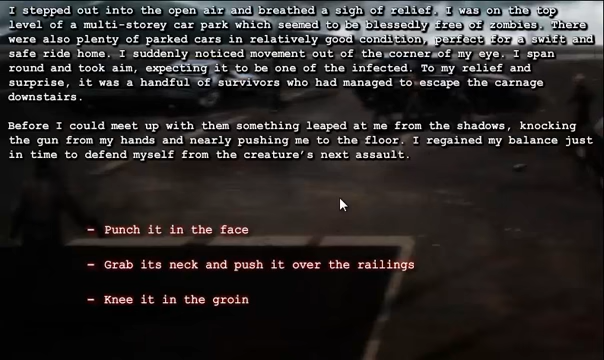 I stepped out into the open air and breathed a sigh of relief. I was on the top
level of a multi-storey car park which seemed to be blessedly free of zombies. There
were also plenty of parked cars in relatively good condition, perfect for a swift and
safe ride home. I suddenly noticed movement out of the corner of my eye. I span
round and took aim, expecting it to be one of the infected. To my relief and
surprise, it was a handful of survivors who had managed to escape the carnage
downstairs.
Before I could meet up with them something leaped at me from the shadows, knocking
the gun from my hands and nearly pushing me to the floor. I regained my balance just
in time to defend myself from the creature's next assault.
– Punch it in the face
– Grab its neck and push it over the railings
– Knee it in the groin